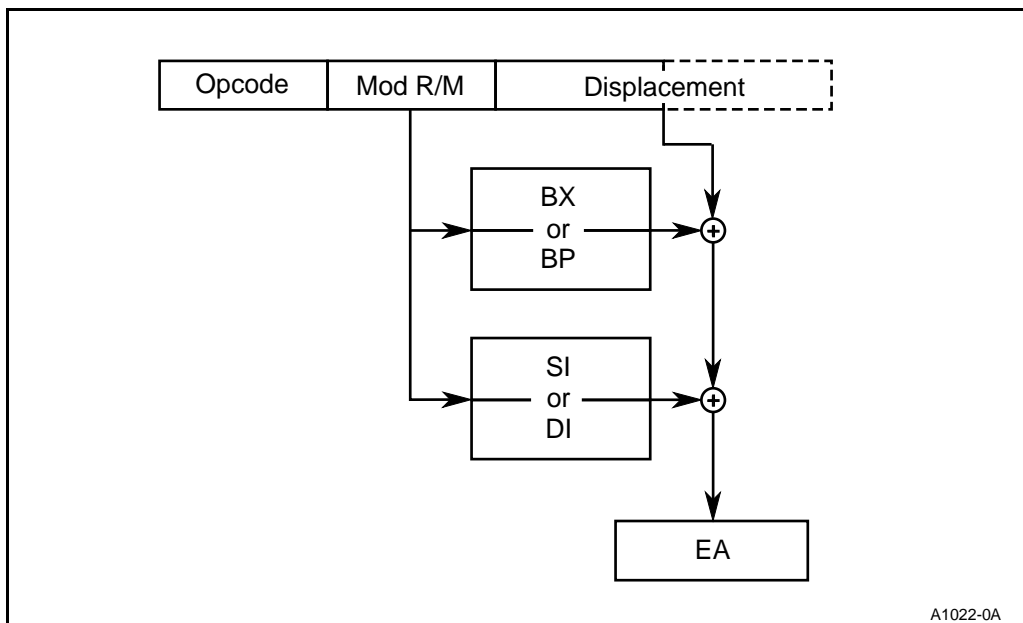 Opcode
Mod R/M
Displacement
BX
or
BP
SI
or
DI
EA
A1022-0A